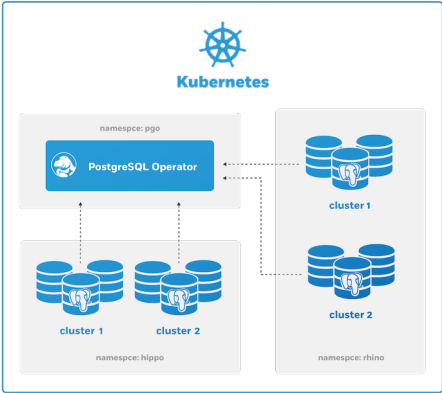 Kubernetes
namespce: pgo
PostgreSQL Operator
cluster 1
cluster 2
namespce: hippo
cluster 1
cluster 2
namespce: rhino